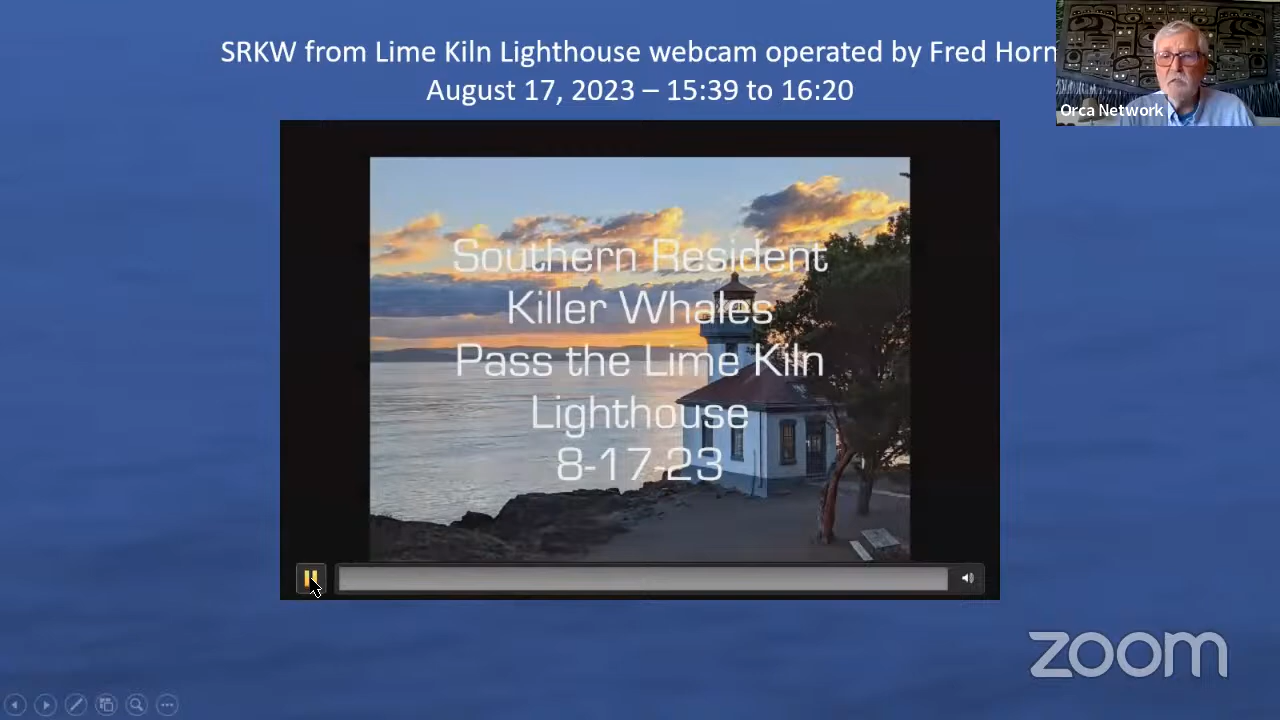 SRKW from Lime Kiln Lighthouse webcam operated by Fred Horn
August 17, 2023 – 15:39 to 16:20
Orca Network
Southern Resident
Killer Whales
Pass the Lime Kiln
Lighthouse
8-17-23
zoom